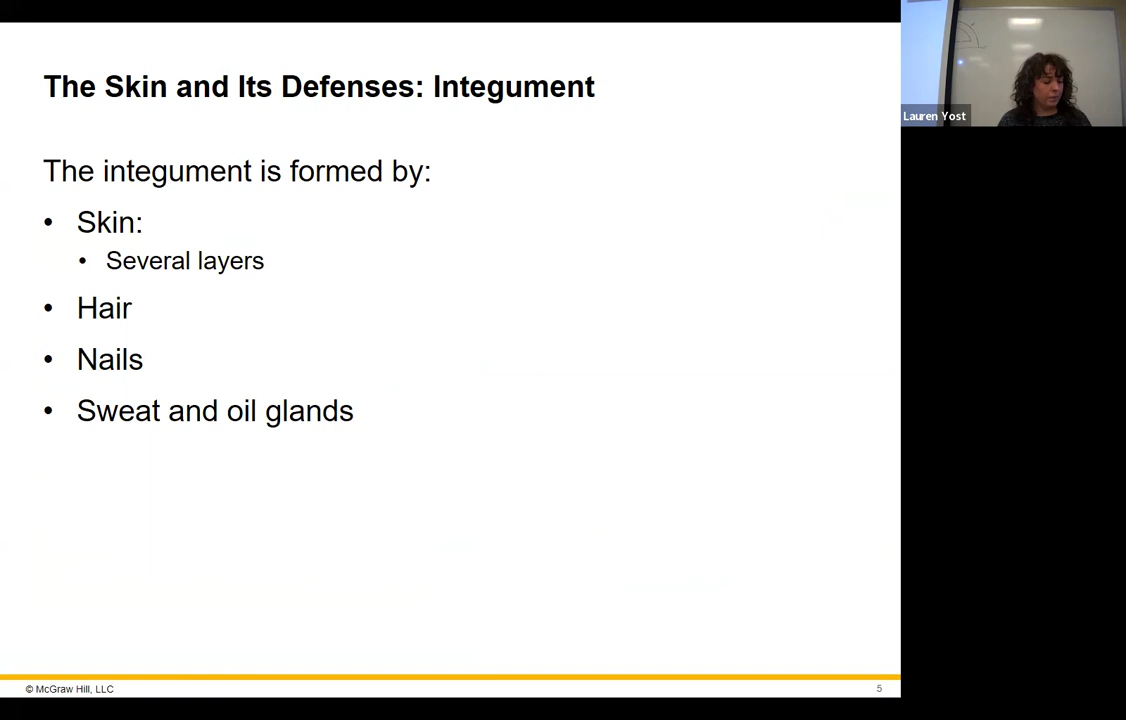 The Skin and Its Defenses: Integument
The integument is formed by:
• Skin:
• Several layers
• Hair
• Nails
• Sweat and oil glands
© McGraw Hill, LLC
5
Lauren Yost